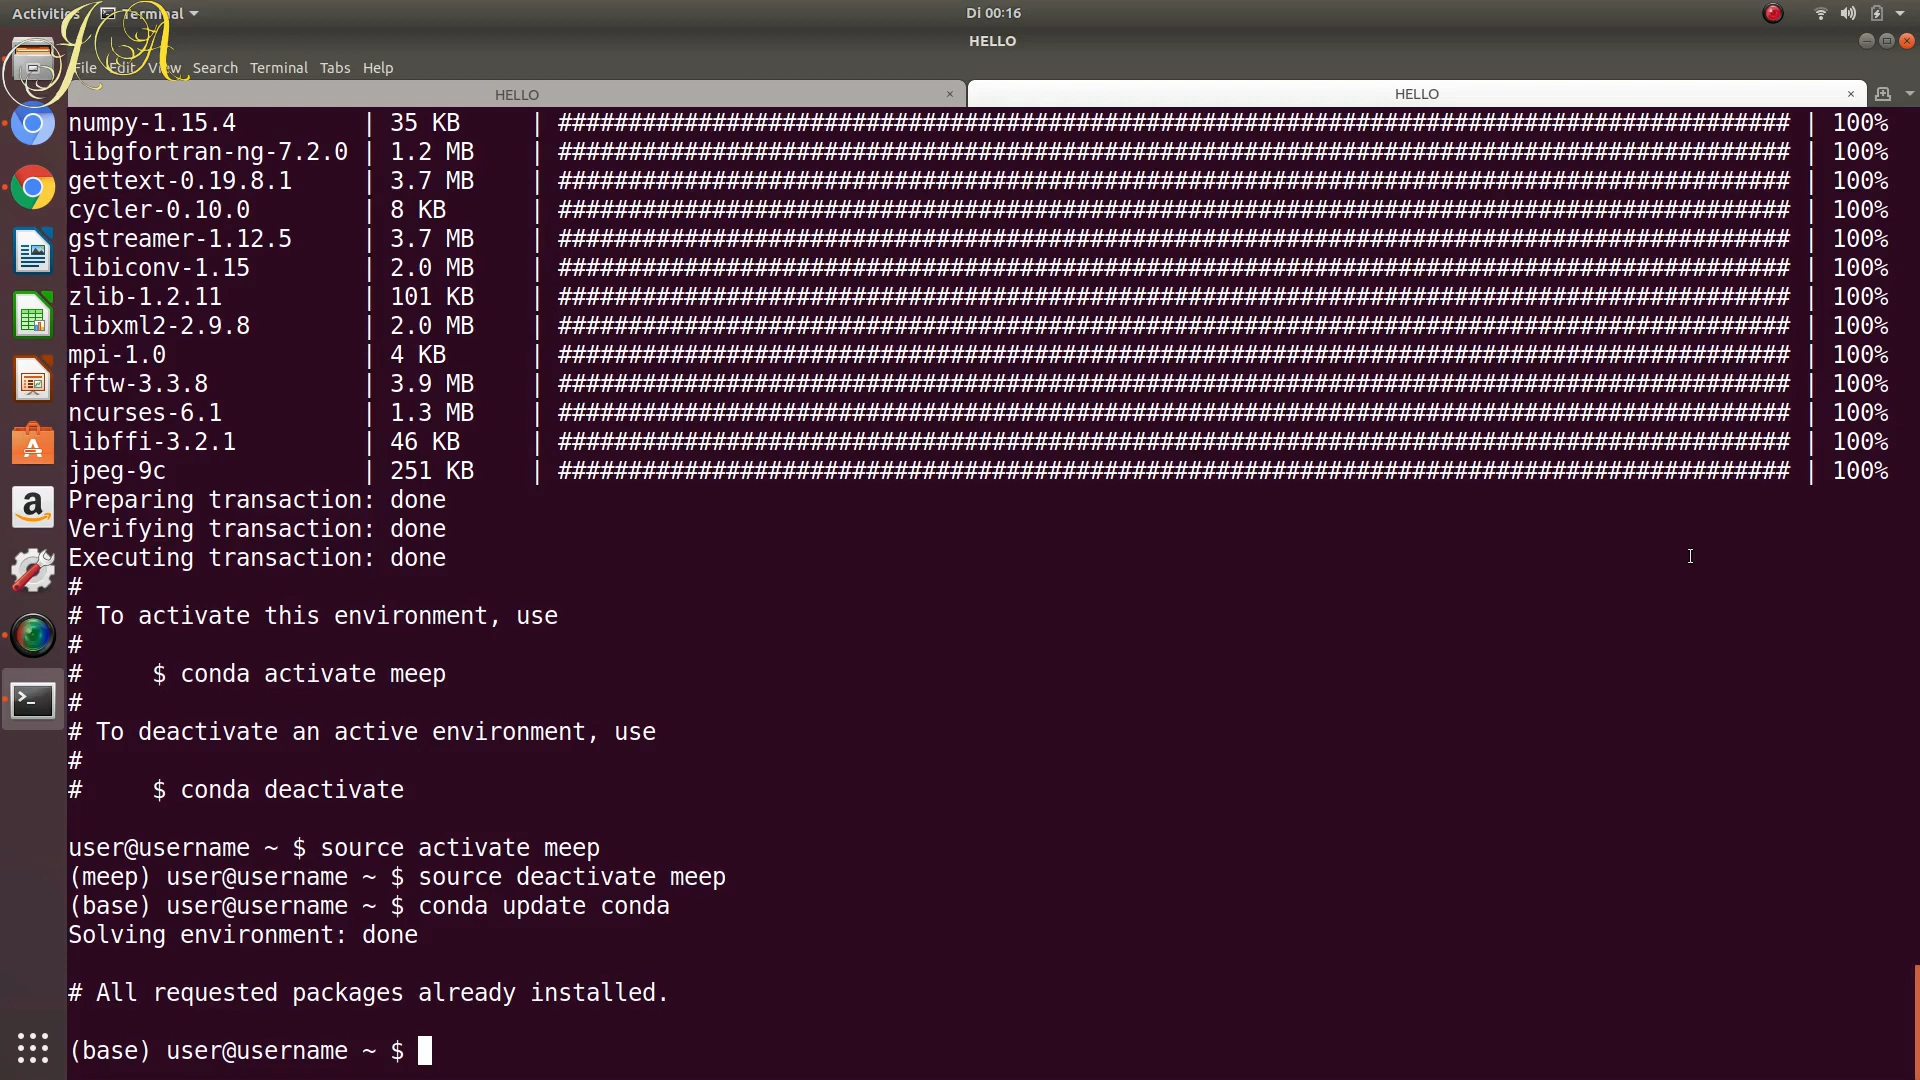 Activities
Terminal
Di 00:16
HELLO
File Edit View Search Terminal Tabs Help
HELLO × HELLO ×
numpy-1.15.4 | 35 KB | ######################################################################################## | 100%
libgfortran-ng-7.2.0 | 1.2 MB | ######################################################################################## | 100%
gettext-0.19.8.1 | 3.7 MB | ######################################################################################## | 100%
cycler-0.10.0 | 8 KB | ######################################################################################## | 100%
gstreamer-1.12.5 | 3.7 MB | ######################################################################################## | 100%
libiconv-1.15 | 2.0 MB | ######################################################################################## | 100%
zlib-1.2.11 | 101 KB | ######################################################################################## | 100%
libxml2-2.9.8 | 2.0 MB | ######################################################################################## | 100%
mpi-1.0 | 4 KB | ######################################################################################## | 100%
fftw-3.3.8 | 3.9 MB | ######################################################################################## | 100%
ncurses-6.1 | 1.3 MB | ######################################################################################## | 100%
libffi-3.2.1 | 46 KB | ######################################################################################## | 100%
jpeg-9c | 251 KB | ######################################################################################## | 100%
Preparing transaction: done
Verifying transaction: done
Executing transaction: done
#
# To activate this environment, use
#
# $ conda activate meep
#
# To deactivate an active environment, use
#
# $ conda deactivate
user@username ~ $ source activate meep
(meep) user@username ~ $ source deactivate meep
(base) user@username ~ $ conda update conda
Solving environment: done
# All requested packages already installed.
(base) user@username ~ $